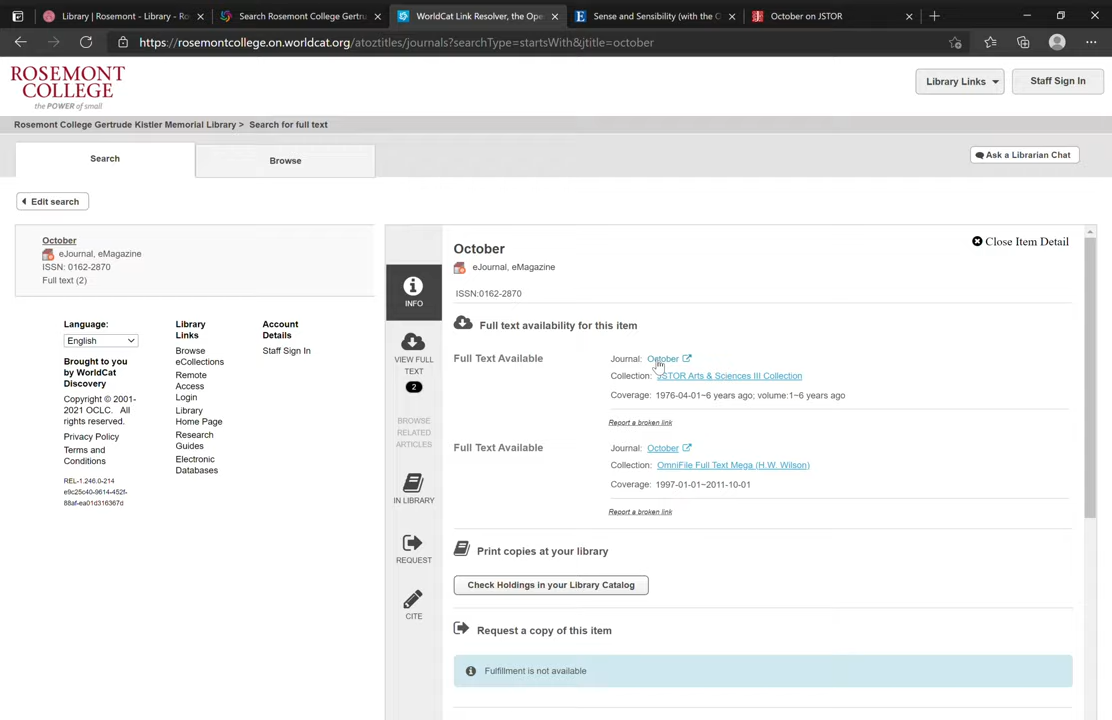 Library | Rosemont - Library - Ro
Search Rosemont College Gertru
WorldCat Link Resolver, the Ope
Sense and Sensibility (with the C
October on JSTOR
https://rosemontcollege.on.worldcat.org/atoztitles/journals?searchType=startsWith&jtitle=october
ROSEMONT
COLLEGE
the POWER of small
Library Links
Staff Sign In
Rosemont College Gertrude Kistler Memorial Library > Search for full text
Search
Browse
Ask a Librarian Chat
Edit search
October
eJournal, eMagazine
ISSN: 0162-2870
Full text (2)
Language:
English
Brought to you
by WorldCat
Discovery
Copyright © 2001-
2021 OCLC. All
rights reserved.
Privacy Policy
Terms and
Conditions
REL-1.246.0-214
e9c25c40-9614-452f-
88af-ea01d316367d
Library
Links
Browse
eCollections
Remote
Access
Login
Library
Home Page
Research
Guides
Electronic
Databases
Account
Details
Staff Sign In
INFO
VIEW FULL
TEXT
2
BROWSE
RELATED
ARTICLES
IN LIBRARY
REQUEST
CITE
October
Close Item Detail
eJournal, eMagazine
ISSN:0162-2870
Full text availability for this item
Full Text Available
Journal: October
Collection: JSTOR Arts & Sciences III Collection
Coverage: 1976-04-01~6 years ago; volume:1~6 years ago
Report a broken link
Full Text Available
Journal: October
Collection: OmniFile Full Text Mega (H.W. Wilson)
Coverage: 1997-01-01~2011-10-01
Report a broken link
Print copies at your library
Check Holdings in your Library Catalog
Request a copy of this item
Fulfillment is not available